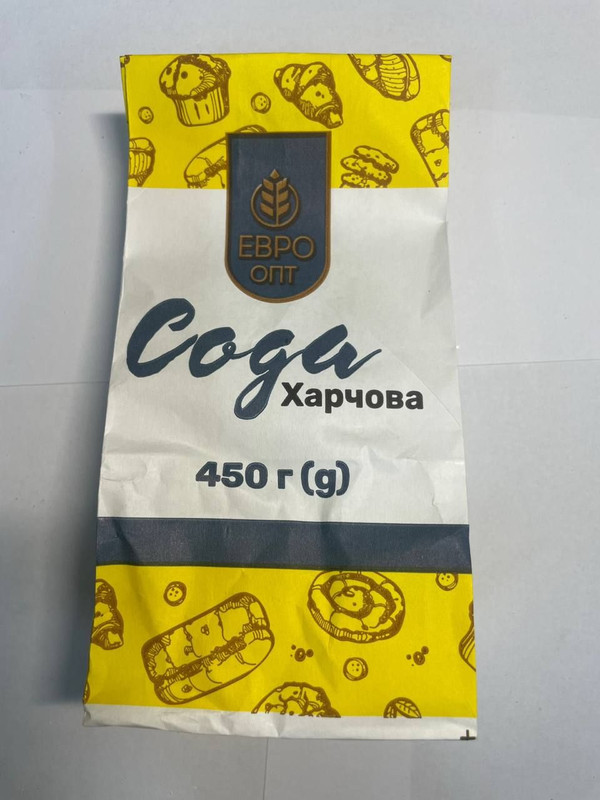 ЕВРО
ОПТ
Сода
Харчова
450 г (g)